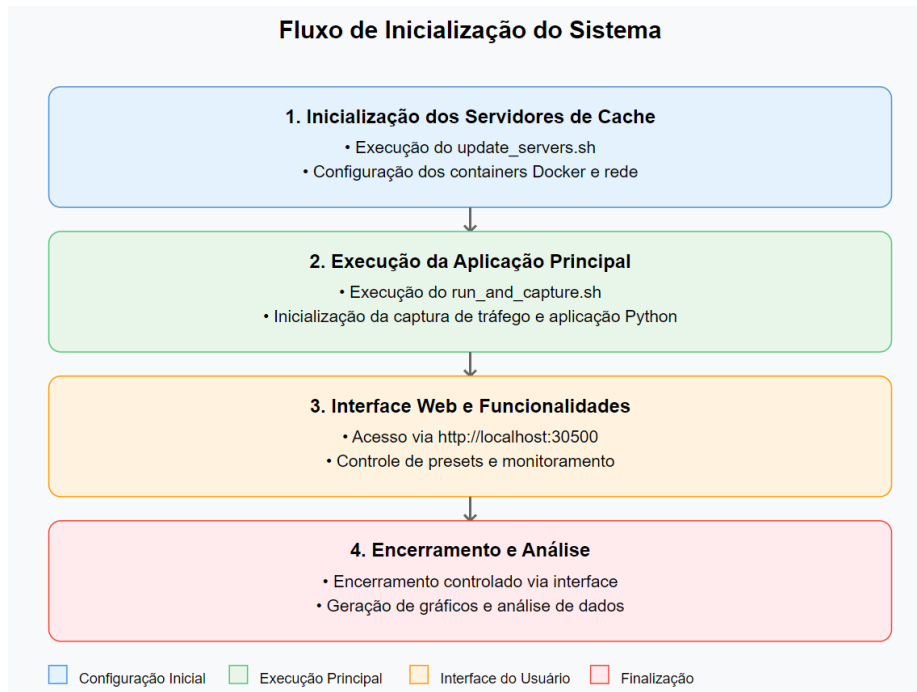 Fluxo de Inicialização do Sistema
1. Inicialização dos Servidores de Cache
• Execução do update_servers.sh
• Configuração dos containers Docker e rede
2. Execução da Aplicação Principal
• Execução do run_and_capture.sh
• Inicialização da captura de tráfego e aplicação Python
3. Interface Web e Funcionalidades
• Acesso via http://localhost:30500
• Controle de presets e monitoramento
4. Encerramento e Análise
• Encerramento controlado via interface
• Geração de gráficos e análise de dados
Configuração Inicial Execução Principal Interface do Usuário Finalização